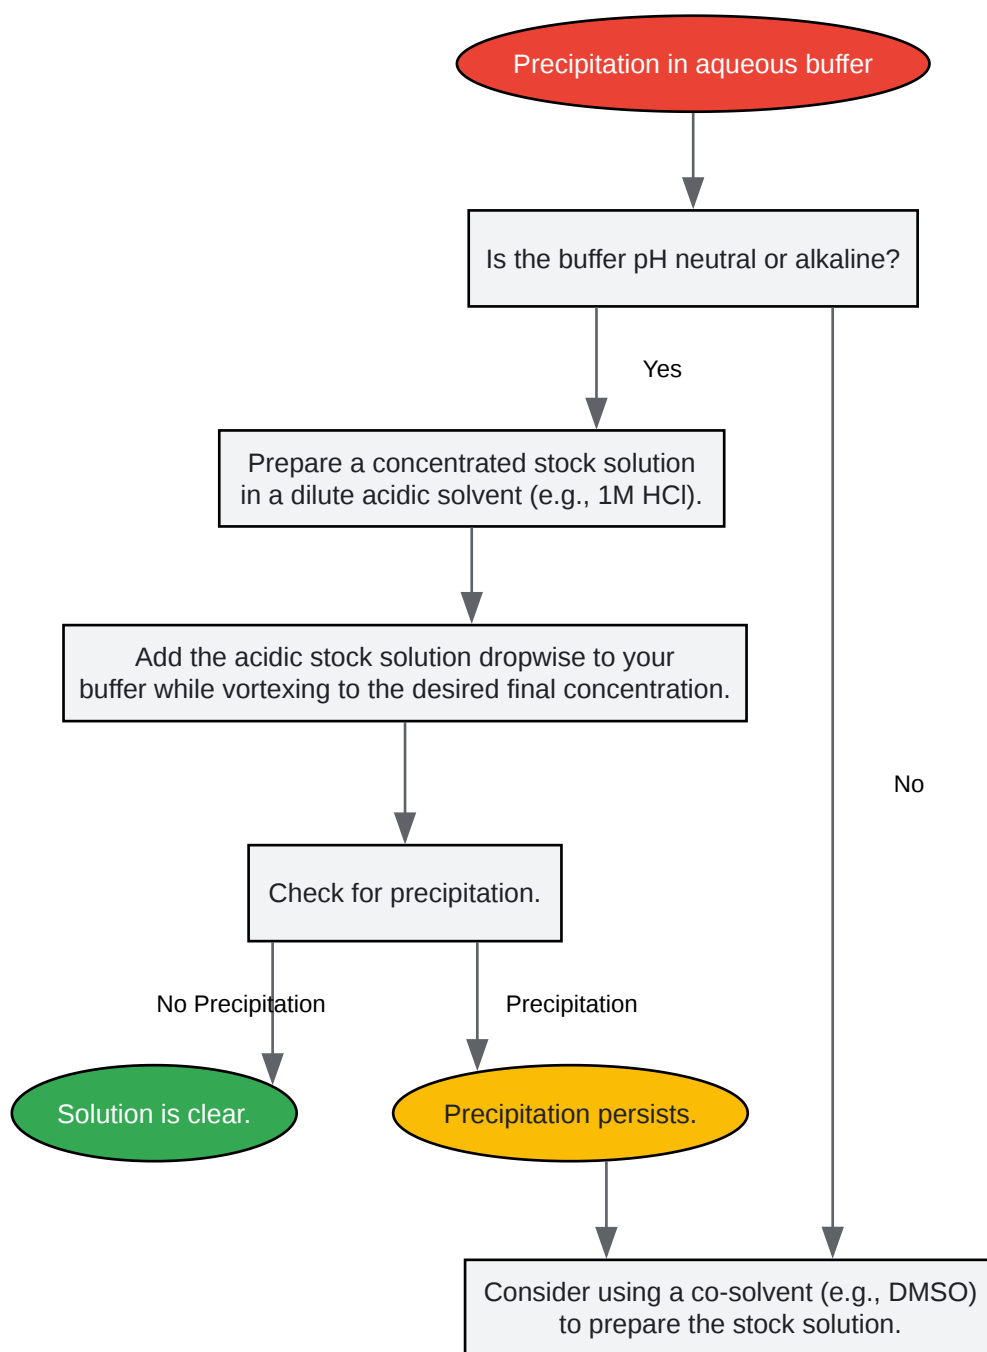 Precipitation in aqueous buffer
Is the buffer pH neutral or alkaline?
Yes
Prepare a concentrated stock solution
in a dilute acidic solvent (e.g., 1M HCl).
Add the acidic stock solution dropwise to your
buffer while vortexing to the desired final concentration.
No
Check for precipitation.
No Precipitation
Precipitation
Solution is clear.
Precipitation persists.
Consider using a co-solvent (e.g., DMSO)
to prepare the stock solution.